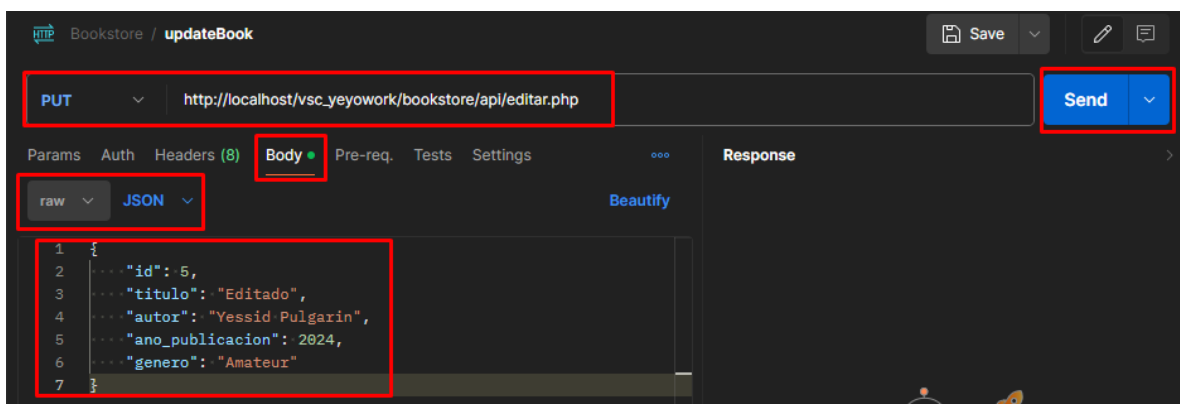 HTTP Bookstore / updateBook Save
PUT http://localhost/vsc_yeyowork/bookstore/api/editar.php Send
Params Auth Headers (8) Body Pre-req. Tests Settings Response
raw JSON Beautify
1 {
2 "id": 5,
3 "titulo": "Editado",
4 "autor": "Yessid Pulgarin",
5 "ano_publicacion": 2024,
6 "genero": "Amateur"
7 }